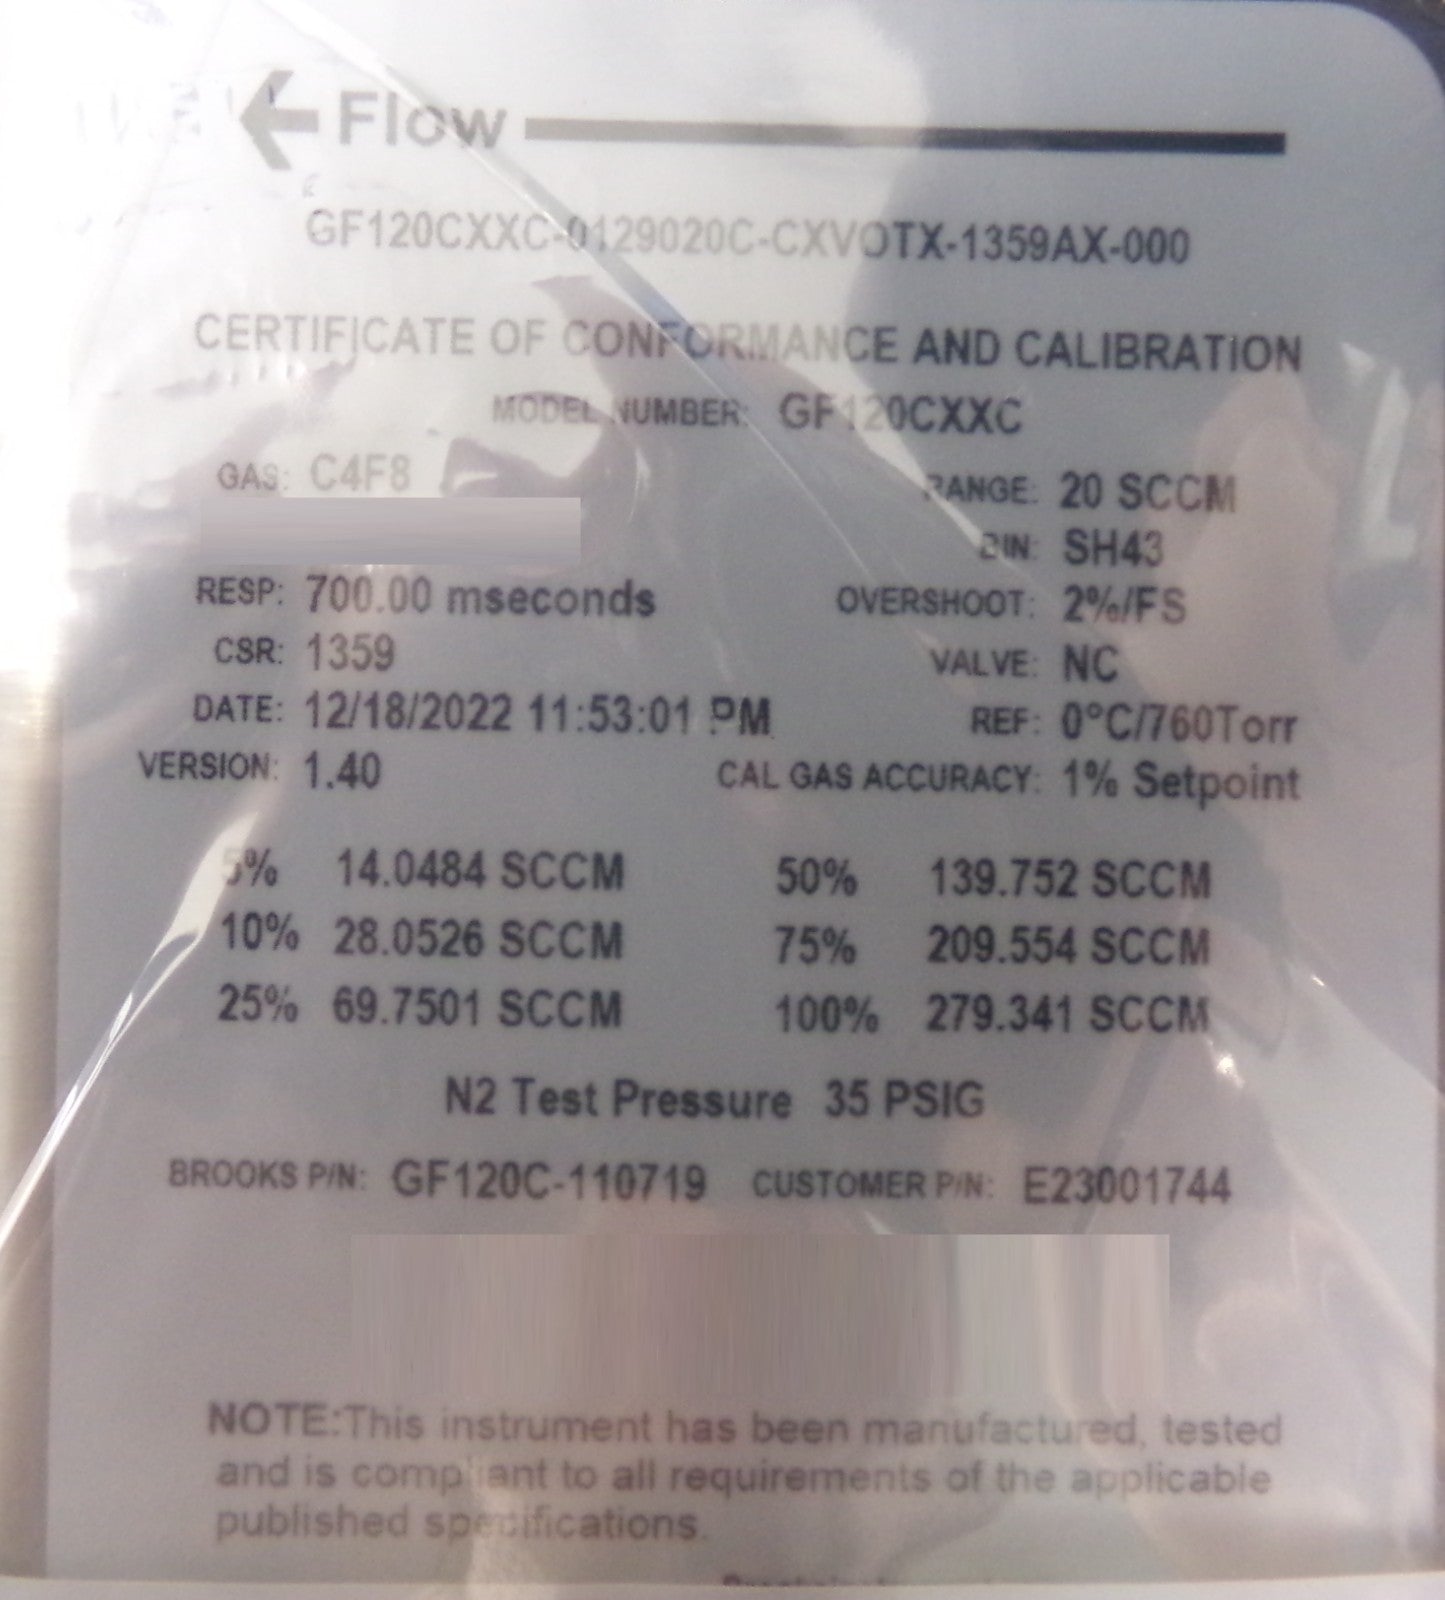 Flow
GF120CXXC-0129020C-CXVOTX-1359AX-000
CERTIFICATE OF CONFORMANCE AND CALIBRATION
MODEL NUMBER: GF120CXXC
GAS: C4F8 RANGE: 20 SCCM
BIN: SH43
RESP: 700.00 mseconds OVERSHOOT: 2%/FS
CSR: 1359 VALVE: NC
DATE: 12/18/2022 11:53:01 PM REF: 0°C/760Torr
VERSION: 1.40 CAL GAS ACCURACY: 1% Setpoint
5% 14.0484 SCCM 50% 139.752 SCCM
10% 28.0526 SCCM 75% 209.554 SCCM
25% 69.7501 SCCM 100% 279.341 SCCM
N2 Test Pressure 35 PSIG
BROOKS P/N: GF120C-110719 CUSTOMER P/N: E23001744
NOTE:This instrument has been manufactured, tested
and is compliant to all requirements of the applicable
published specifications.